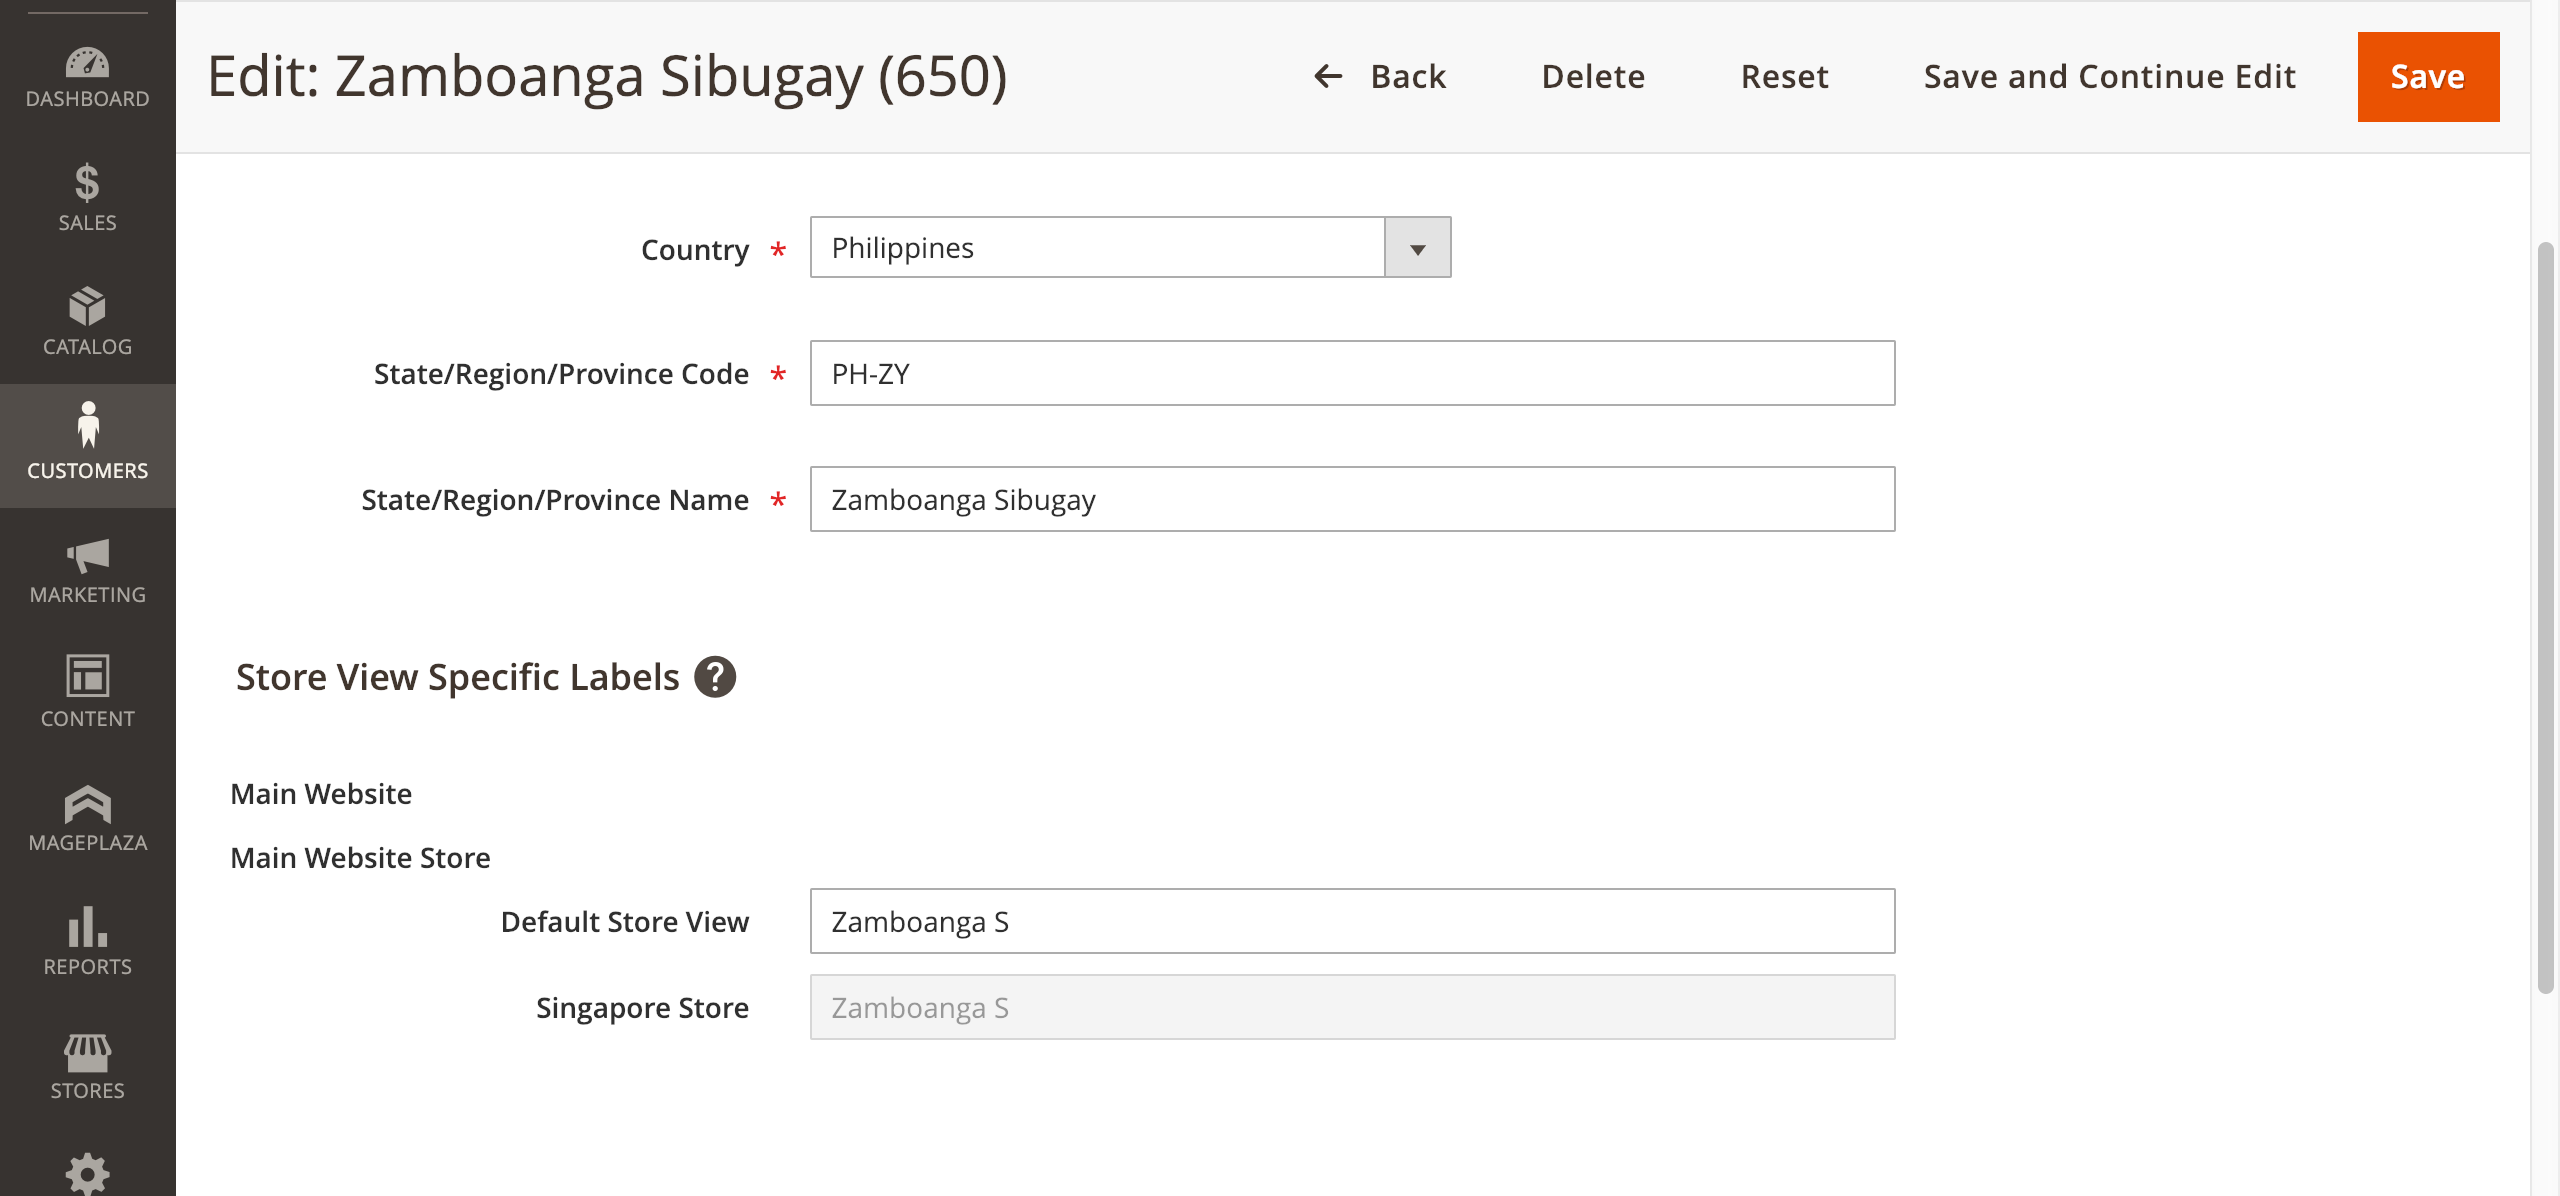 Edit: Zamboanga Sibugay (650)
← Back
Delete
Reset
Save and Continue Edit
Save
DASHBOARD
SALES
CATALOG
CUSTOMERS
MARKETING
CONTENT
MAGEPLAZA
REPORTS
STORES
Country *
Philippines
State/Region/Province Code *
PH-ZY
State/Region/Province Name *
Zamboanga Sibugay
Store View Specific Labels ?
Main Website
Main Website Store
Default Store View
Zamboanga S
Singapore Store
Zamboanga S